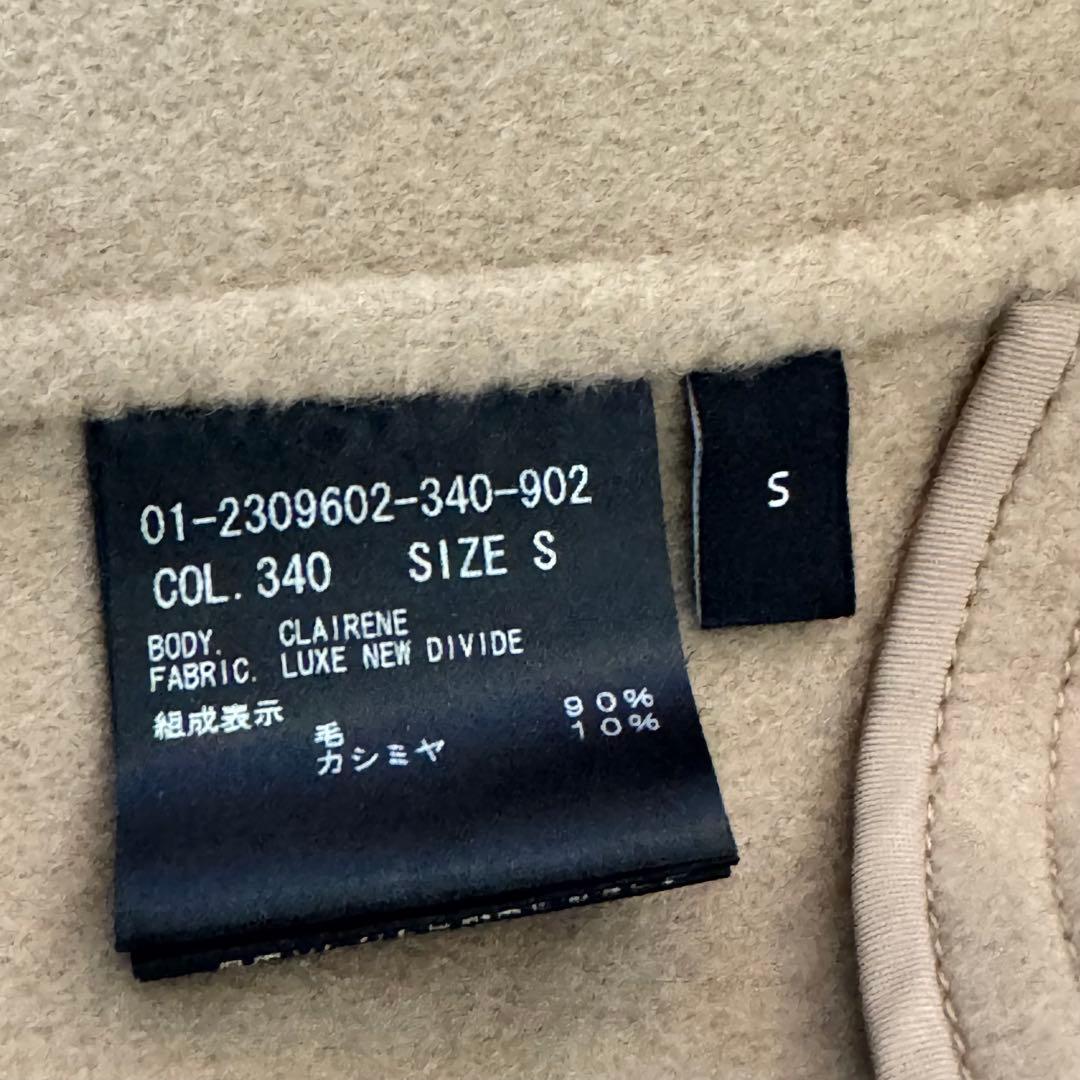 01-2309602-340-902
COL. 340 SIZE S
BODY. CLAIRENE
FABRIC. LUXE NEW DIVIDE
組成表示
毛 90%
カシミヤ 10%
S